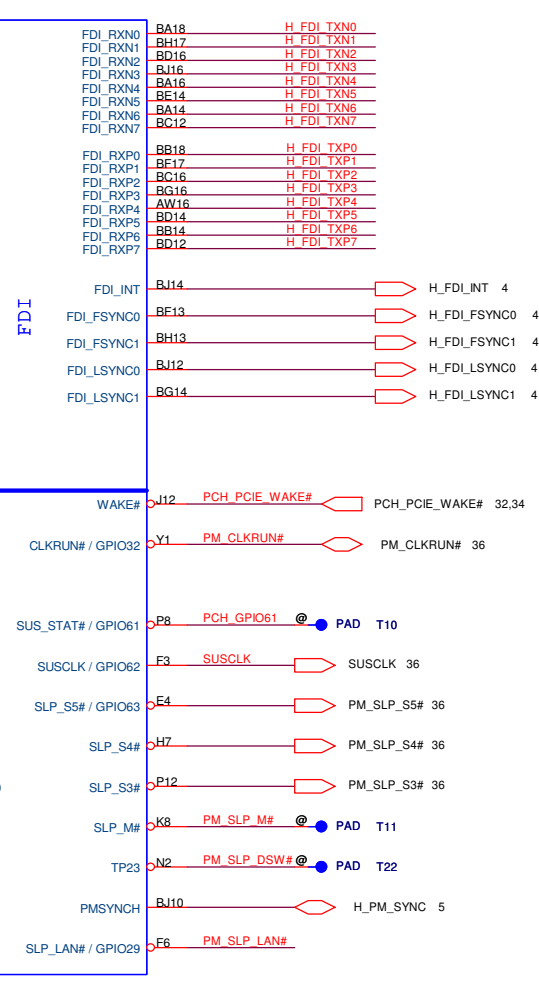 FDI_RXN0 BA18 H_FDI_TXN0
FDI_RXN1 BH17 H_FDI_TXN1
FDI_RXN2 BD16 H_FDI_TXN2
FDI_RXN3 BJ16 H_FDI_TXN3
FDI_RXN4 BA16 H_FDI_TXN4
FDI_RXN5 BE14 H_FDI_TXN5
FDI_RXN6 BA14 H_FDI_TXN6
FDI_RXN7 BC12 H_FDI_TXN7
FDI_RXP0 BB18 H_FDI_TXP0
FDI_RXP1 BF17 H_FDI_TXP1
FDI_RXP2 BC16 H_FDI_TXP2
FDI_RXP3 BG16 H_FDI_TXP3
FDI_RXP4 AW16 H_FDI_TXP4
FDI_RXP5 BD14 H_FDI_TXP5
FDI_RXP6 BB14 H_FDI_TXP6
FDI_RXP7 BD12 H_FDI_TXP7
FDI
FDI_INT BJ14 H_FDI_INT 4
FDI_FSYNC0 BF13 H_FDI_FSYNC0 4
FDI_FSYNC1 BH13 H_FDI_FSYNC1 4
FDI_LSYNC0 BJ12 H_FDI_LSYNC0 4
FDI_LSYNC1 BG14 H_FDI_LSYNC1 4
WAKE# J12 PCH_PCIE_WAKE# PCH_PCIE_WAKE# 32,34
CLKRUN# / GPIO32 Y1 PM_CLKRUN# PM_CLKRUN# 36
SUS_STAT# / GPIO61 P8 PCH_GPIO61 @ PAD T10
SUSCLK / GPIO62 F3 SUSCLK SUSCLK 36
SLP_S5# / GPIO63 E4 PM_SLP_S5# 36
SLP_S4# H7 PM_SLP_S4# 36
SLP_S3# P12 PM_SLP_S3# 36
SLP_M# K8 PM_SLP_M# @ PAD T11
TP23 N2 PM_SLP_DSW# @ PAD T22
PMSYNCH BJ10 H_PM_SYNC 5
SLP_LAN# / GPIO29 F6 PM_SLP_LAN#